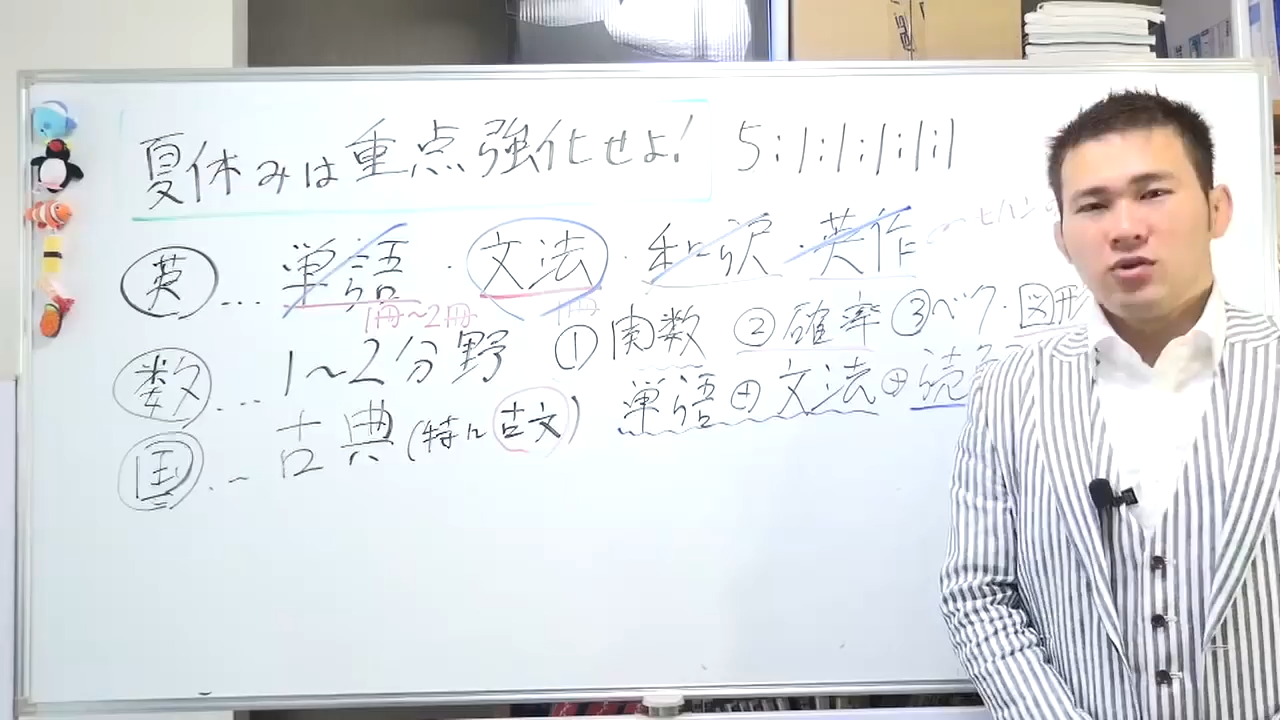 夏休みは重点強化せよ! 5:1:1:1:1:1
英… 単語・文法・和訳・英作
1冊~2冊 1冊
数… 1~2分野 ①関数 ②確率 ③ベク・図形
国… 古典(特に古文) 単語⊕文法⊕読